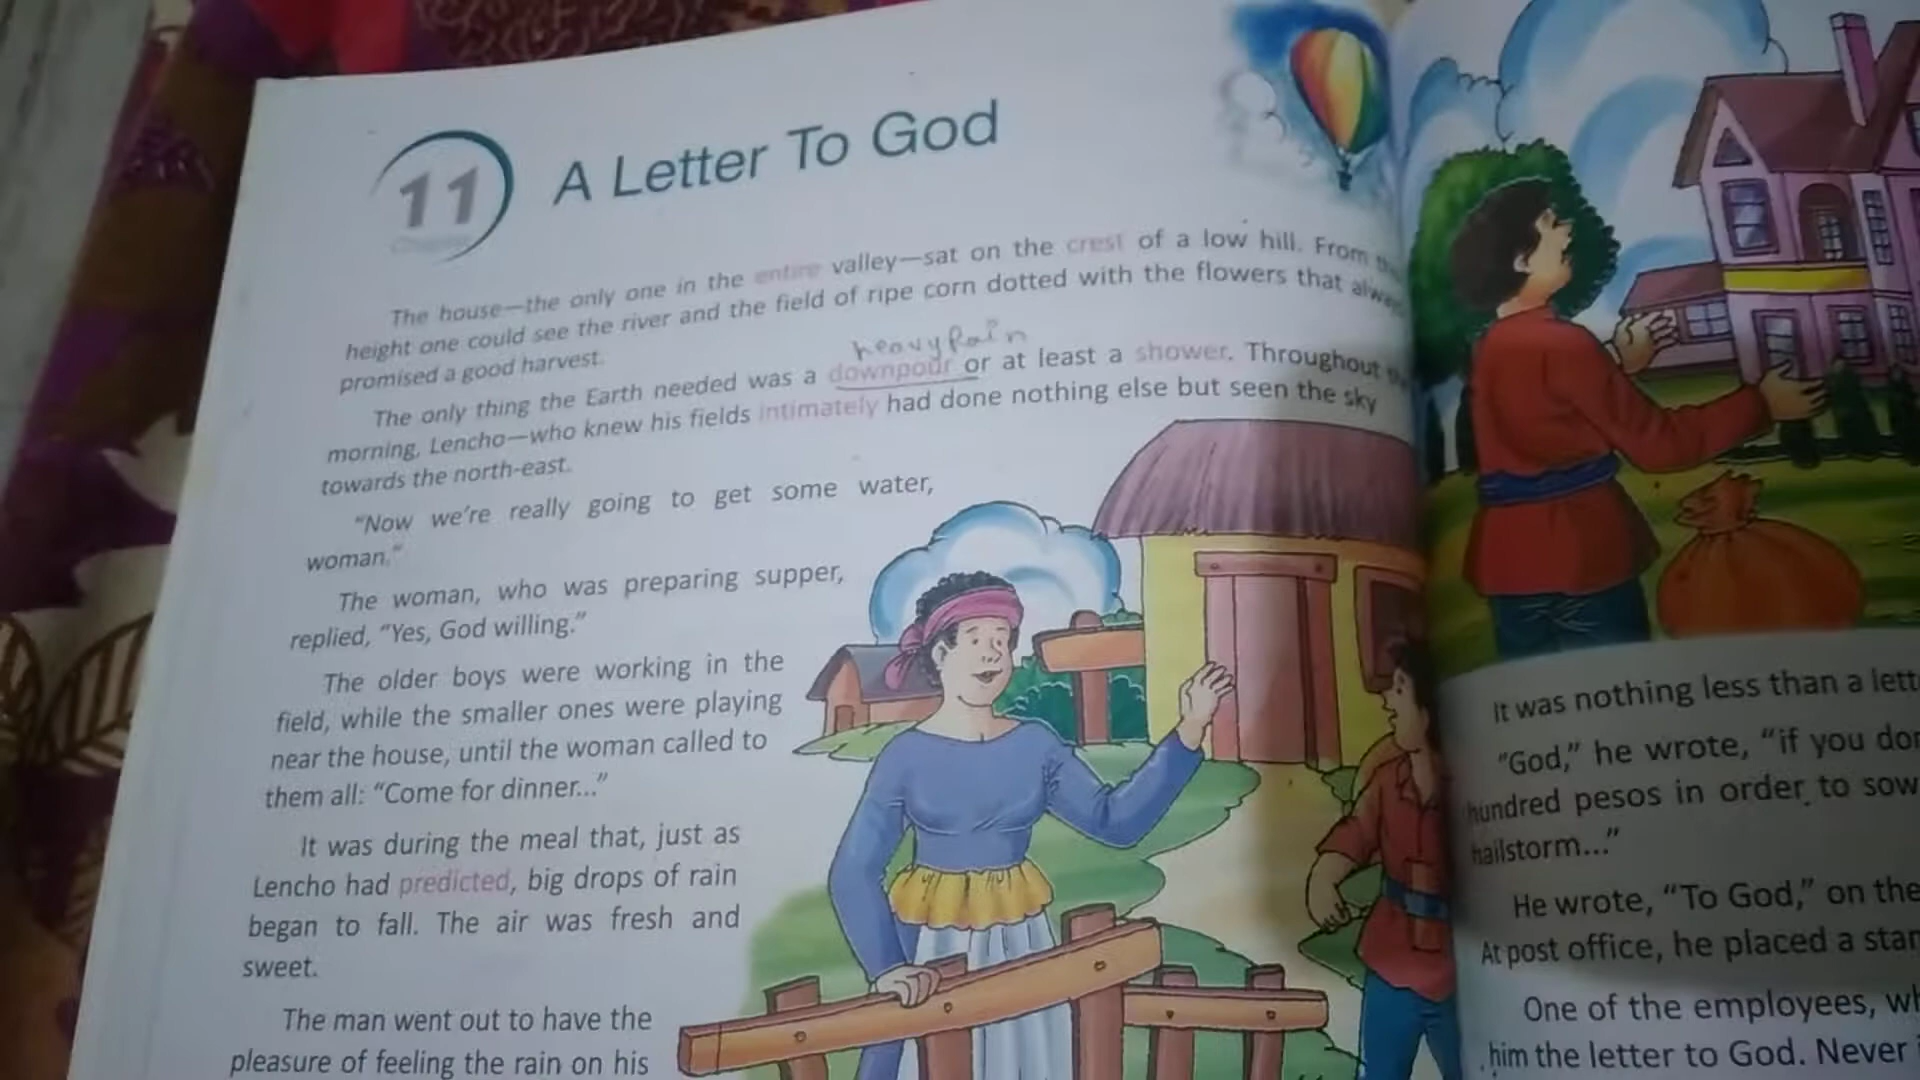 11
Chapter
A Letter To God
The house—the only one in the entire valley—sat on the crest of a low hill. From
height one could see the river and the field of ripe corn dotted with the flowers that always
promised a good harvest.
heavy Rain
The only thing the Earth needed was a downpour or at least a shower. Throughout
morning, Lencho—who knew his fields intimately had done nothing else but seen the sky
towards the north-east.
“Now we’re really going to get some water,
woman.”
The woman, who was preparing supper,
replied, “Yes, God willing.”
The older boys were working in the
field, while the smaller ones were playing
near the house, until the woman called to
them all: “Come for dinner...”
It was during the meal that, just as
Lencho had predicted, big drops of rain
began to fall. The air was fresh and
sweet.
The man went out to have the
pleasure of feeling the rain on his
It was nothing less than a
“God,” he wrote, “if you
hundred pesos in order to sow
hailstorm...”
He wrote, “To God,” on the
At post office, he placed a
One of the employees,
him the letter to God. Never